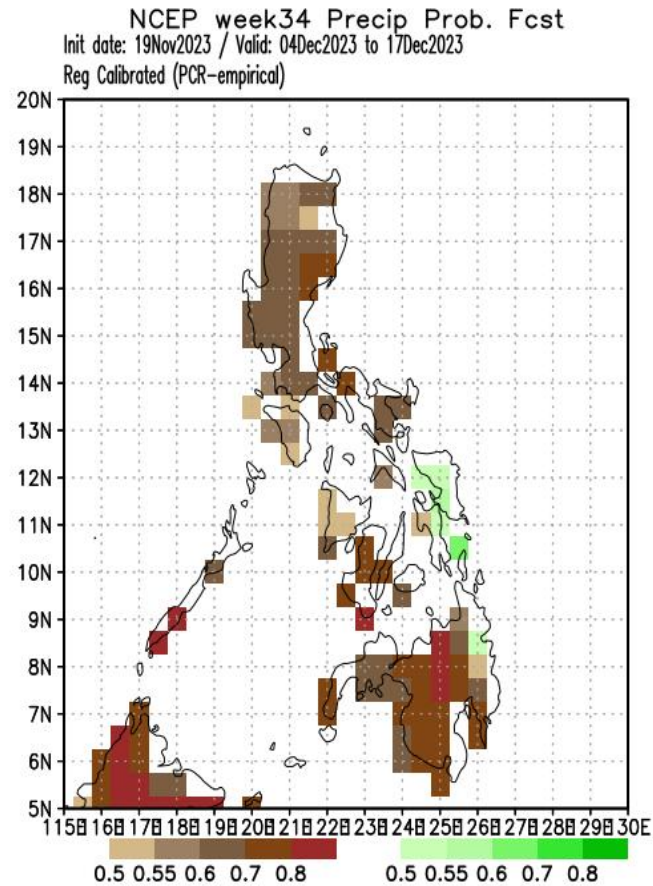 NCEP week34 Precip Prob. Fcst
Init date: 19Nov2023 / Valid: 04Dec2023 to 17Dec2023
Reg Calibrated (PCR-empirical)
20N
19N
18N
17N
16N
15N
14N
13N
12N
11N
10N
9N
8N
7N
6N
5N
115E 116E 117E 118E 119E 120E 121E 122E 123E 124E 125E 126E 127E 128E 129E 130E
0.5 0.55 0.6 0.7 0.8 0.5 0.55 0.6 0.7 0.8